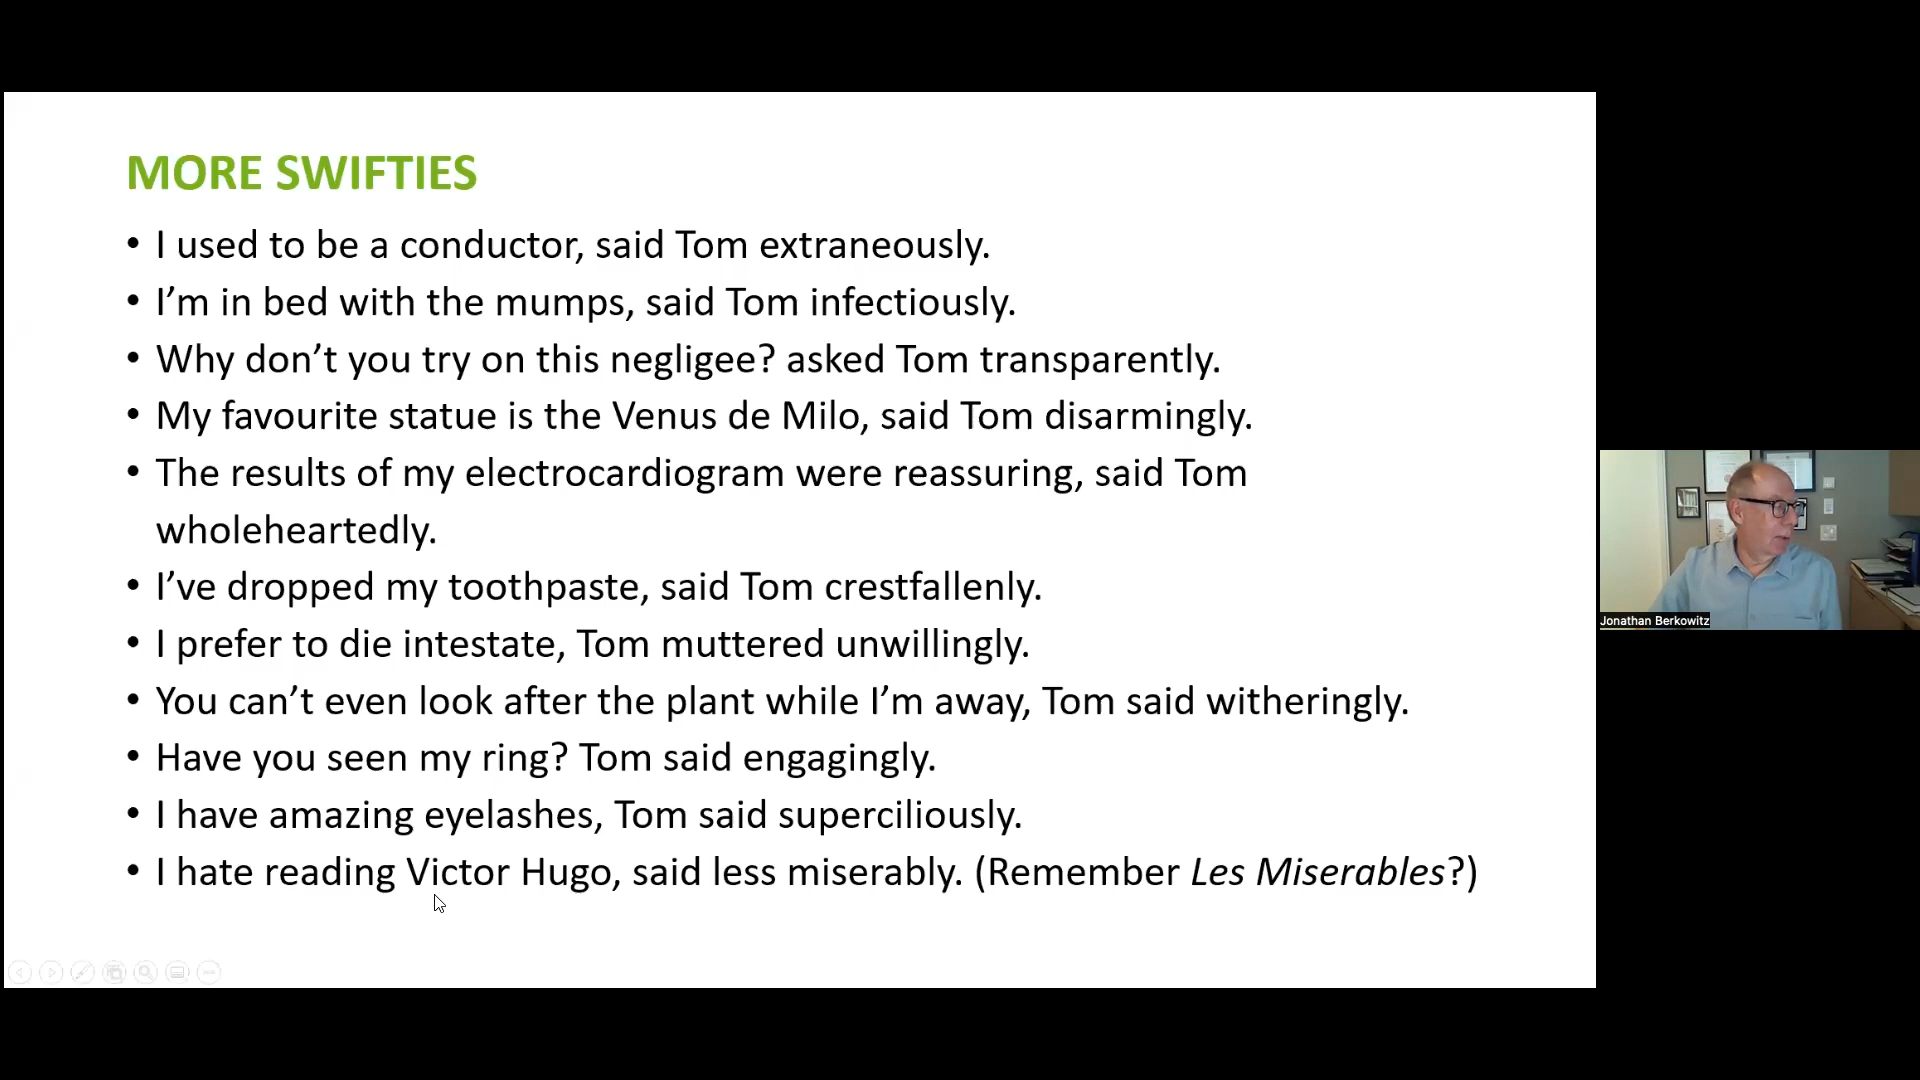 MORE SWIFTIES
• I used to be a conductor, said Tom extraneously.
• I’m in bed with the mumps, said Tom infectiously.
• Why don’t you try on this negligee? asked Tom transparently.
• My favourite statue is the Venus de Milo, said Tom disarmingly.
• The results of my electrocardiogram were reassuring, said Tom
wholeheartedly.
• I’ve dropped my toothpaste, said Tom crestfallenly.
• I prefer to die intestate, Tom muttered unwillingly.
• You can’t even look after the plant while I’m away, Tom said witheringly.
• Have you seen my ring? Tom said engagingly.
• I have amazing eyelashes, Tom said superciliously.
• I hate reading Victor Hugo, said less miserably. (Remember Les Miserables?)
Jonathan Berkowitz